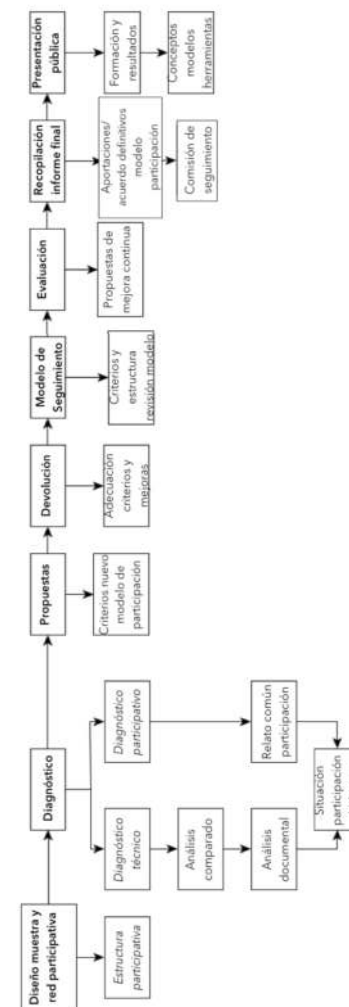 Diseño muestra y
red participativa
Estructura
participativa
Diagnóstico
Diagnóstico
técnico
Análisis
comparado
Análisis
documental
Diagnóstico
participativo
Relato común
participación
Situación
participación
Propuestas
Criterios nuevo
modelo de
participación
Devolución
Adecuación
criterios y
mejoras
Modelo de
Seguimiento
Criterios y
estructura
revisión modelo
Evaluación
Propuestas de
mejora continua
Recopilación
informe final
Aportaciones/
acuerdo definitivos
modelo
participación
Comisión de
seguimiento
Presentación
pública
Formación y
resultados
Conceptos
modelos
herramientas